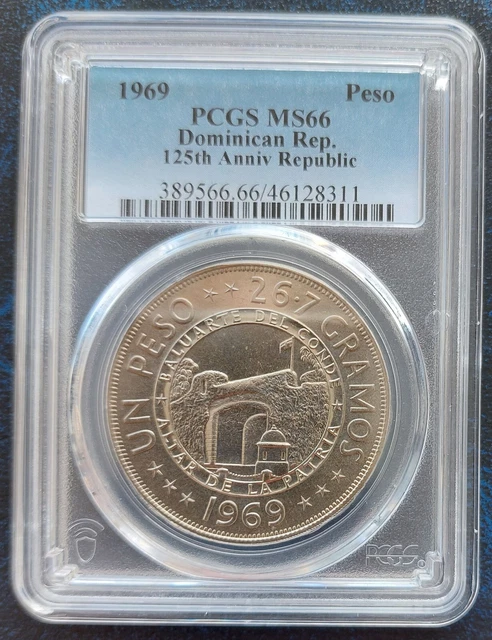 1969 Peso
PCGS MS66
Dominican Rep.
125th Anniv Republic
389566.66/46128311
UN PESO ★★ 26·7 GRAMOS
★ BALUARTE DEL CONDE ★
ALTAR DE LA PATRIA
★★★ 1969 ★★★
PCGS